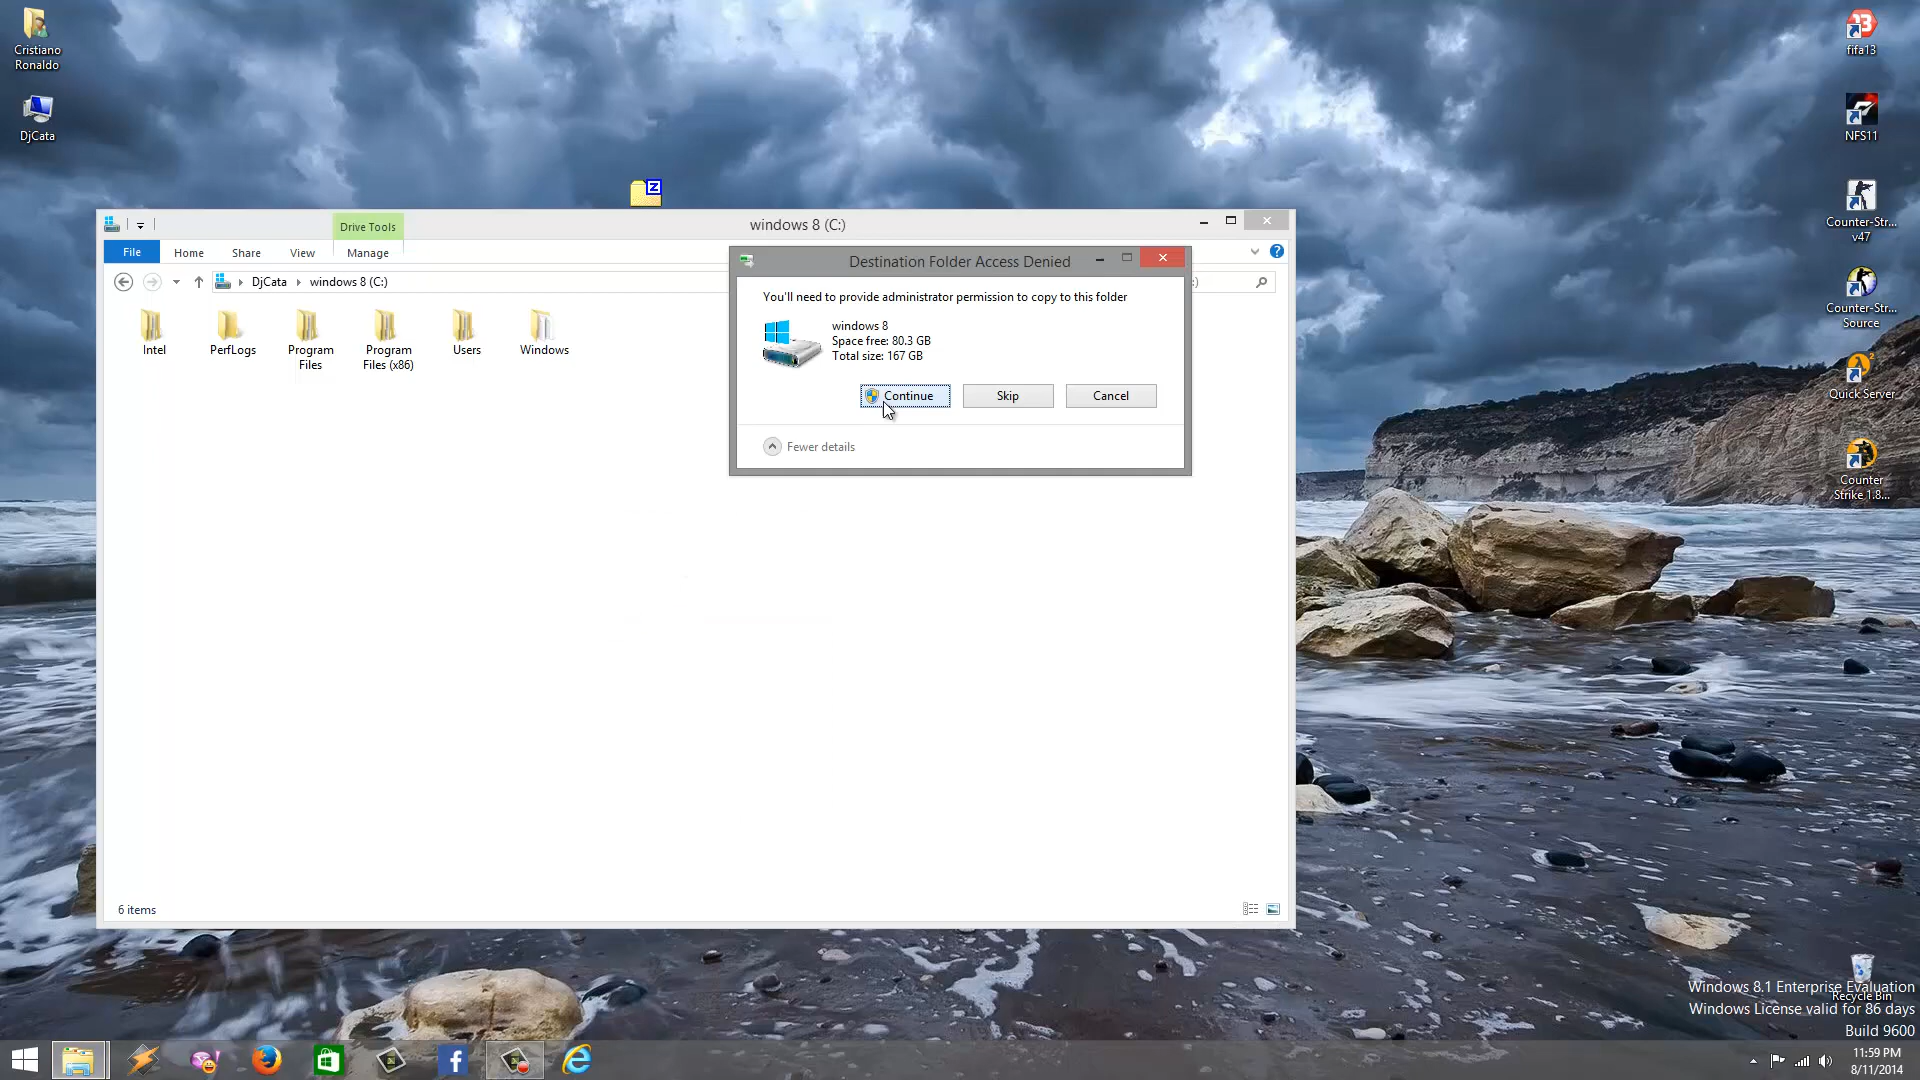 Cristiano
Ronaldo
DjCata
fifa13
NFS11
Counter-Str...
v47
Counter-Str...
Source
Quick Server
Counter
Strike 1.8...
Z
Drive Tools
windows 8 (C:)
File
Home
Share
View
Manage
DjCata
windows 8 (C:)
Intel
PerfLogs
Program
Files
Program
Files (x86)
Users
Windows
6 items
Destination Folder Access Denied
You'll need to provide administrator permission to copy to this folder
windows 8
Space free: 80.3 GB
Total size: 167 GB
Continue
Skip
Cancel
Fewer details
Recycle Bin
Windows 8.1 Enterprise Evaluation
Windows License valid for 86 days
Build 9600
11:59 PM
8/11/2014